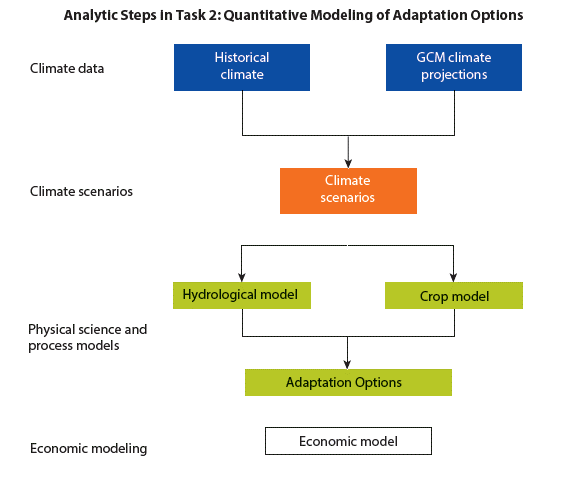 Analytic Steps in Task 2: Quantitative Modeling of Adaptation Options
Climate data
Historical
climate
GCM climate
projections
Climate scenarios
Climate
scenarios
Hydrological model
Crop model
Physical science and
process models
Adaptation Options
Economic modeling
Economic model